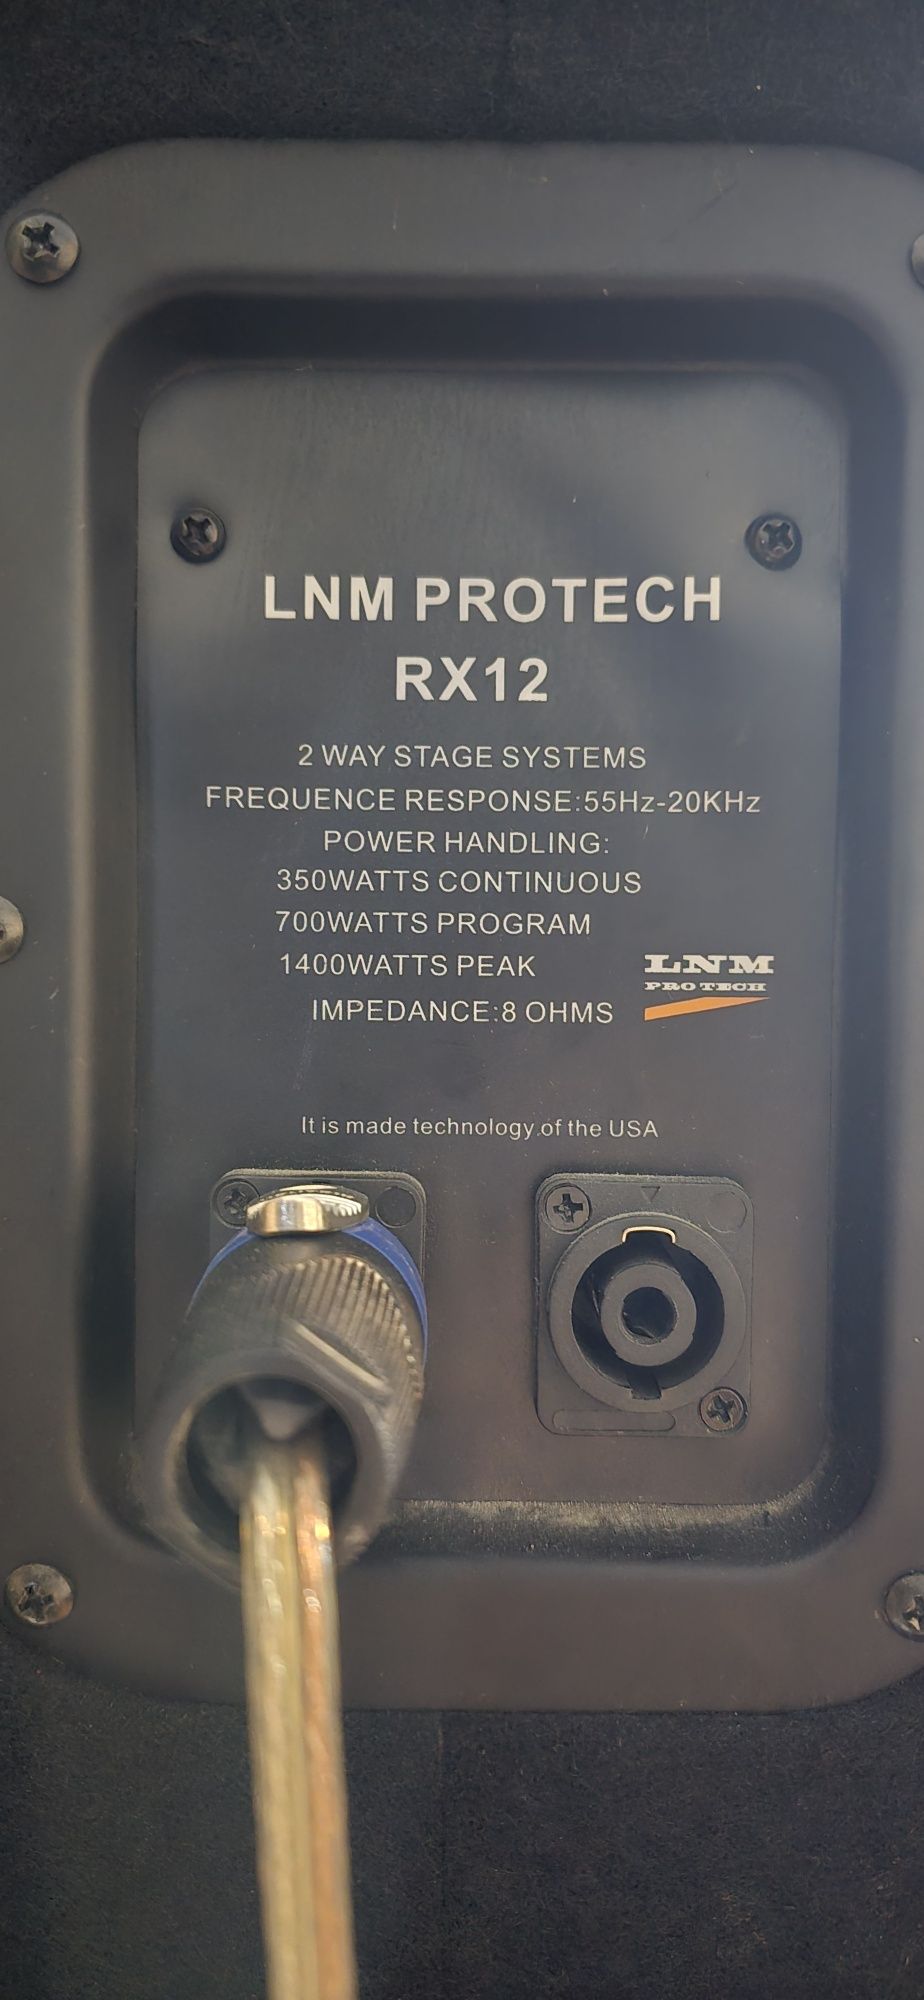 LNM PROTECH
RX12
2 WAY STAGE SYSTEMS
FREQUENCE RESPONSE:55Hz-20KHz
POWER HANDLING:
350WATTS CONTINUOUS
700WATTS PROGRAM
1400WATTS PEAK
IMPEDANCE:8 OHMS
LNM
PRO TECH
It is made technology of the USA